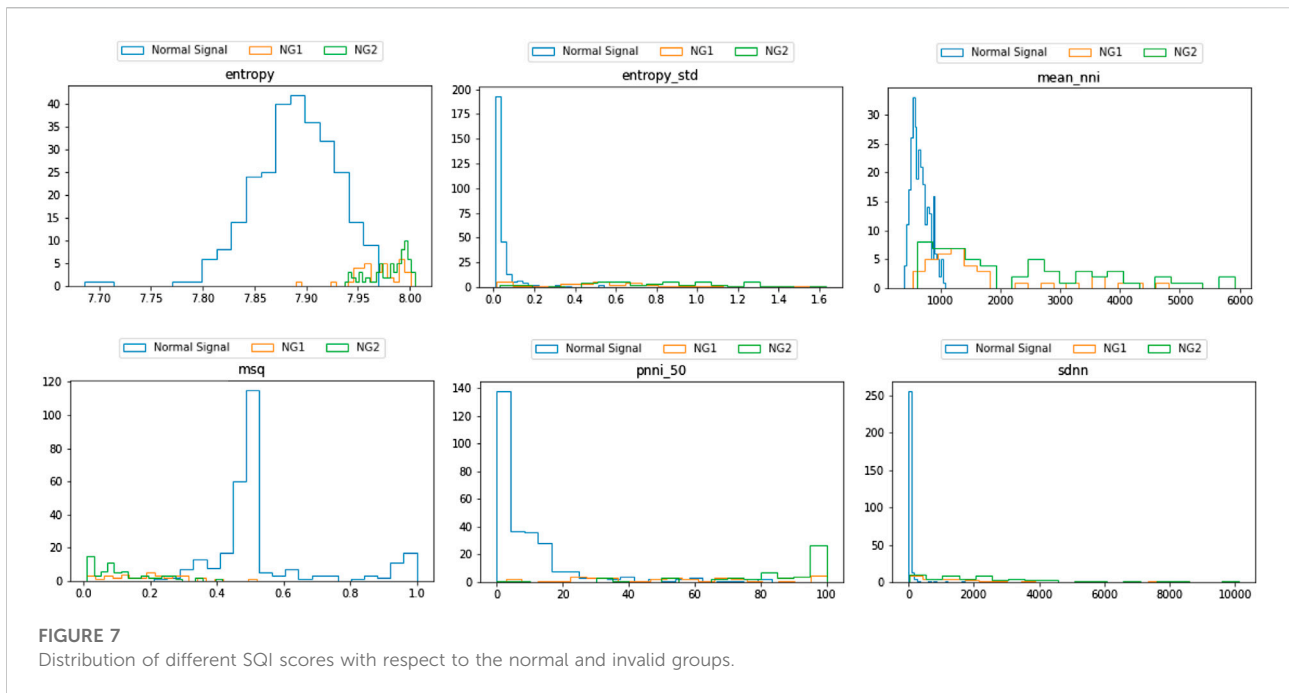 Normal Signal NG1 NG2
entropy
40
35
30
25
20
15
10
5
0
7.70 7.75 7.80 7.85 7.90 7.95 8.00
Normal Signal NG1 NG2
entropy_std
200
175
150
125
100
75
50
25
0
0.0 0.2 0.4 0.6 0.8 1.0 1.2 1.4 1.6
Normal Signal NG1 NG2
mean_nni
30
25
20
15
10
5
0
1000 2000 3000 4000 5000 6000
Normal Signal NG1 NG2
msq
120
100
80
60
40
20
0
0.0 0.2 0.4 0.6 0.8 1.0
Normal Signal NG1 NG2
pnni_50
140
120
100
80
60
40
20
0
0 20 40 60 80 100
Normal Signal NG1 NG2
sdnn
250
200
150
100
50
0
0 2000 4000 6000 8000 10000
FIGURE 7
Distribution of different SQI scores with respect to the normal and invalid groups.